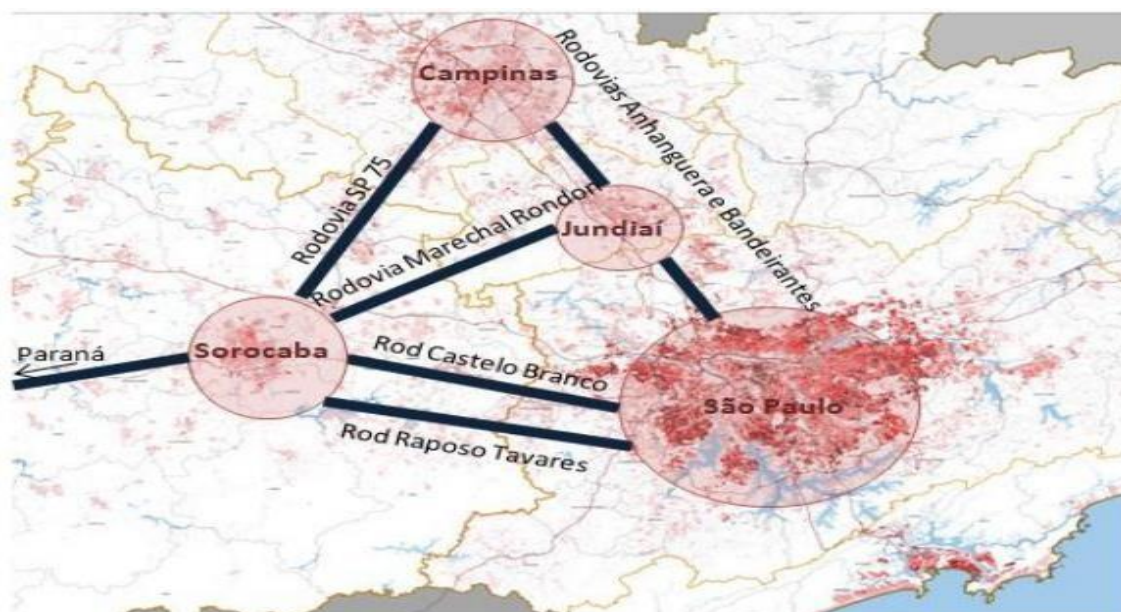 Campinas
Rodovias Anhanguera e Bandeirantes
Rodovia SP 75
Rodovia Marechal Rondon
Jundiaí
Paraná
Sorocaba
Rod Castelo Branco
São Paulo
Rod Raposo Tavares